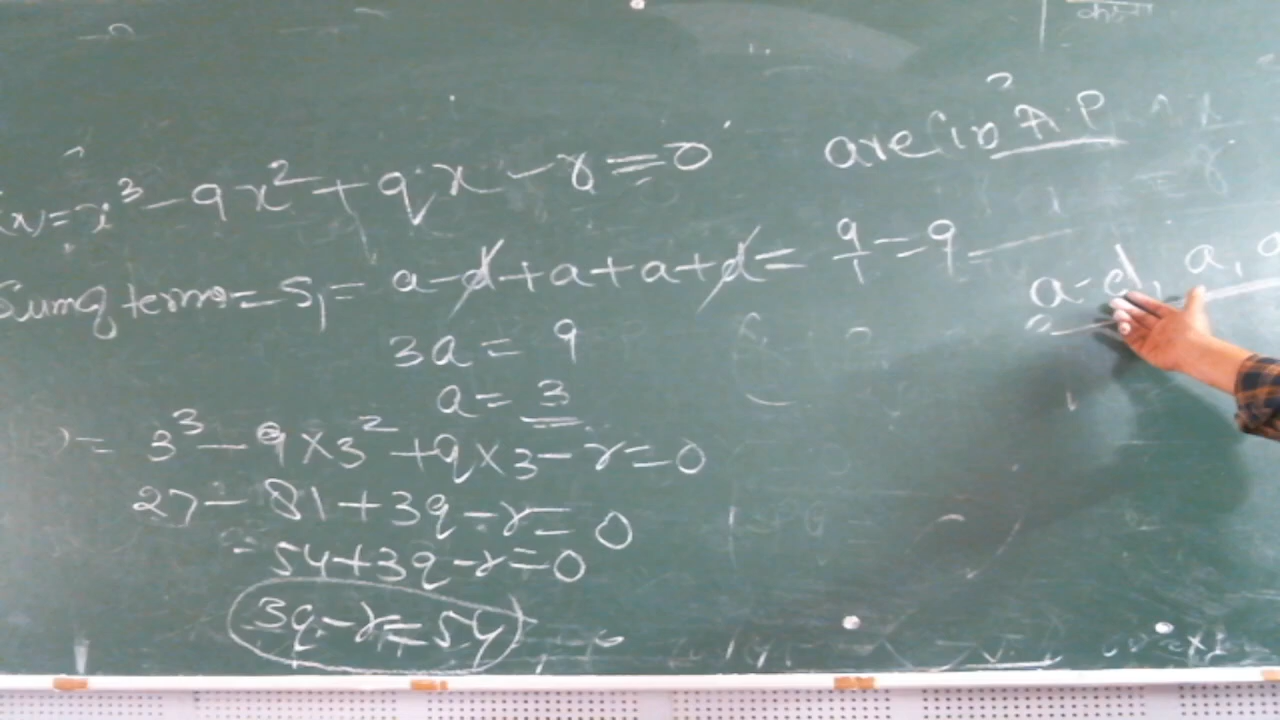 (x)=x³-9x²+qx-r=0 are in A.P
Sum of terms=S₁=a-d+a+a+d=9/1=9
a-d, a, a
3a=9
a=3
)=3³-9×3²+q×3-r=0
27-81+3q-r=0
-54+3q-r=0
3q-r=54